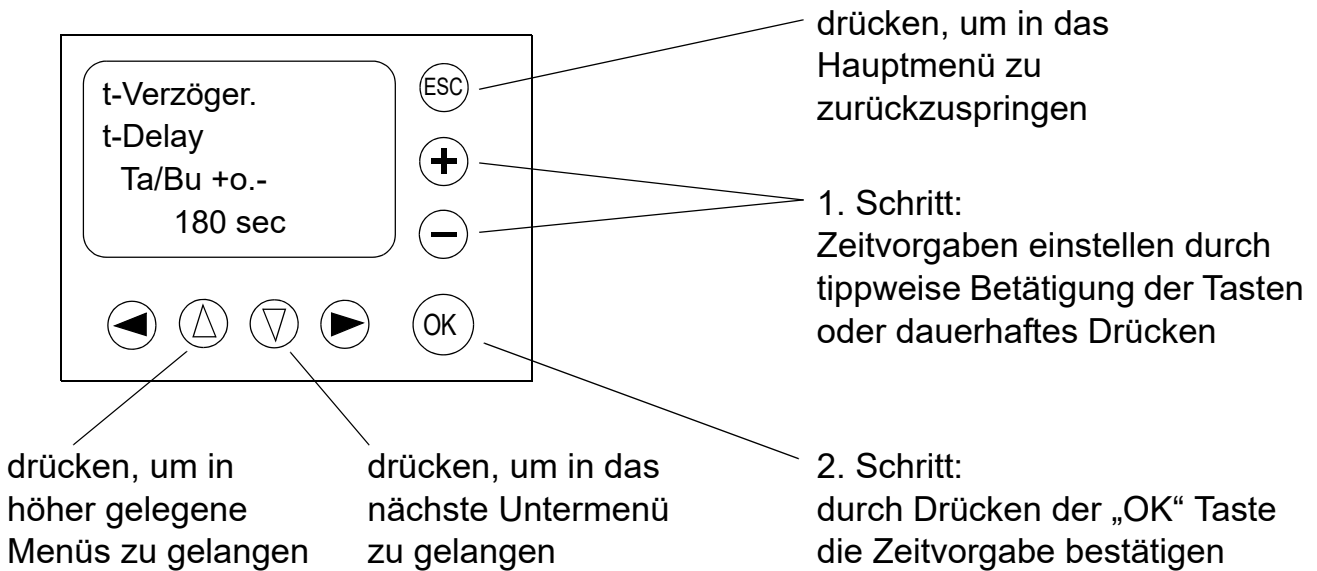 drücken, um in das
Hauptmenü zu
zurückzuspringen
t-Verzöger.
t-Delay
Ta/Bu +o.-
180 sec
ESC
+
−
OK
1. Schritt:
Zeitvorgaben einstellen durch
tippweise Betätigung der Tasten
oder dauerhaftes Drücken
drücken, um in
höher gelegene
Menüs zu gelangen
drücken, um in das
nächste Untermenü
zu gelangen
2. Schritt:
durch Drücken der „OK“ Taste
die Zeitvorgabe bestätigen